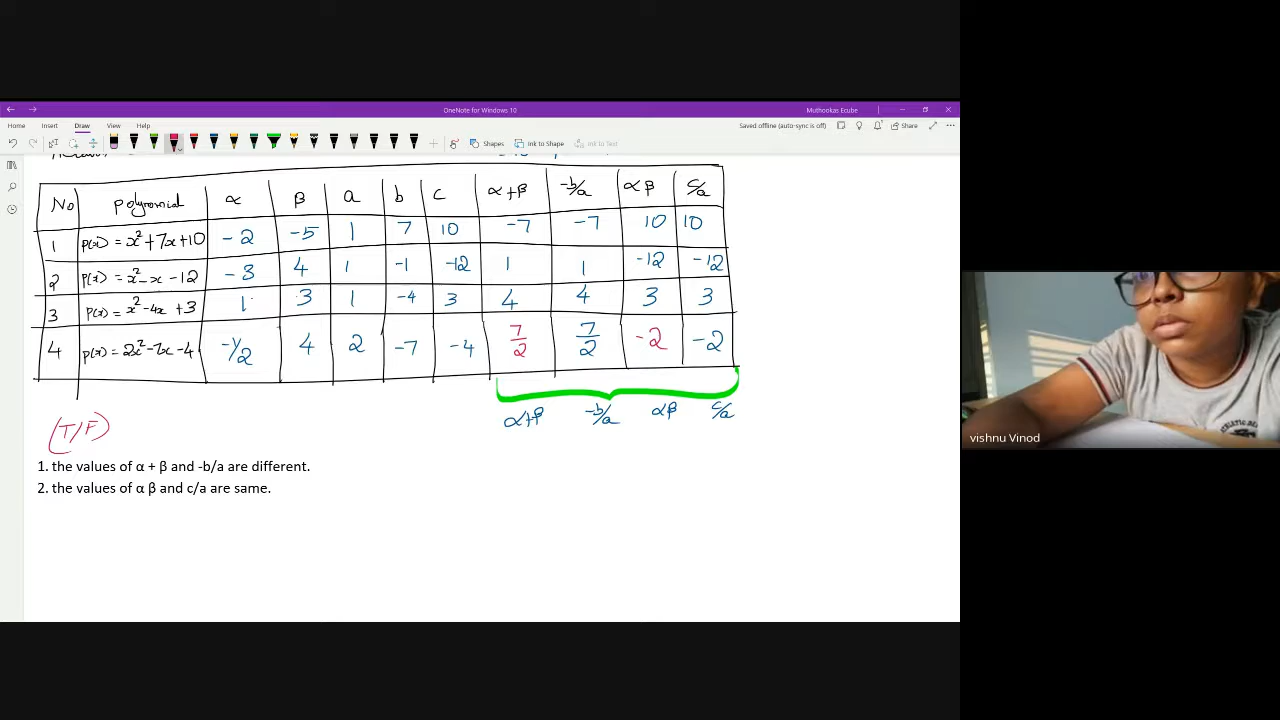 OneNote for Windows 10
Muthookas Ecube
Home Insert Draw View Help
Saved offline (auto-sync is off) Share
Shapes Ink to Shape Ink to Text
No polynomial α β a b c α+β -b/a αβ c/a
1 p(x) = x²+7x+10 -2 -5 1 7 10 -7 -7 10 10
2 p(x) = x²-x-12 -3 4 1 -1 -12 1 1 -12 -12
3 p(x) = x²-4x+3 1 3 1 -4 3 4 4 3 3
4 p(x) = 2x²-7x-4 -1/2 4 2 -7 -4 7/2 7/2 -2 -2
α+β -b/a αβ c/a
(T/F)
1. the values of α + β and -b/a are different.
2. the values of α β and c/a are same.
vishnu Vinod